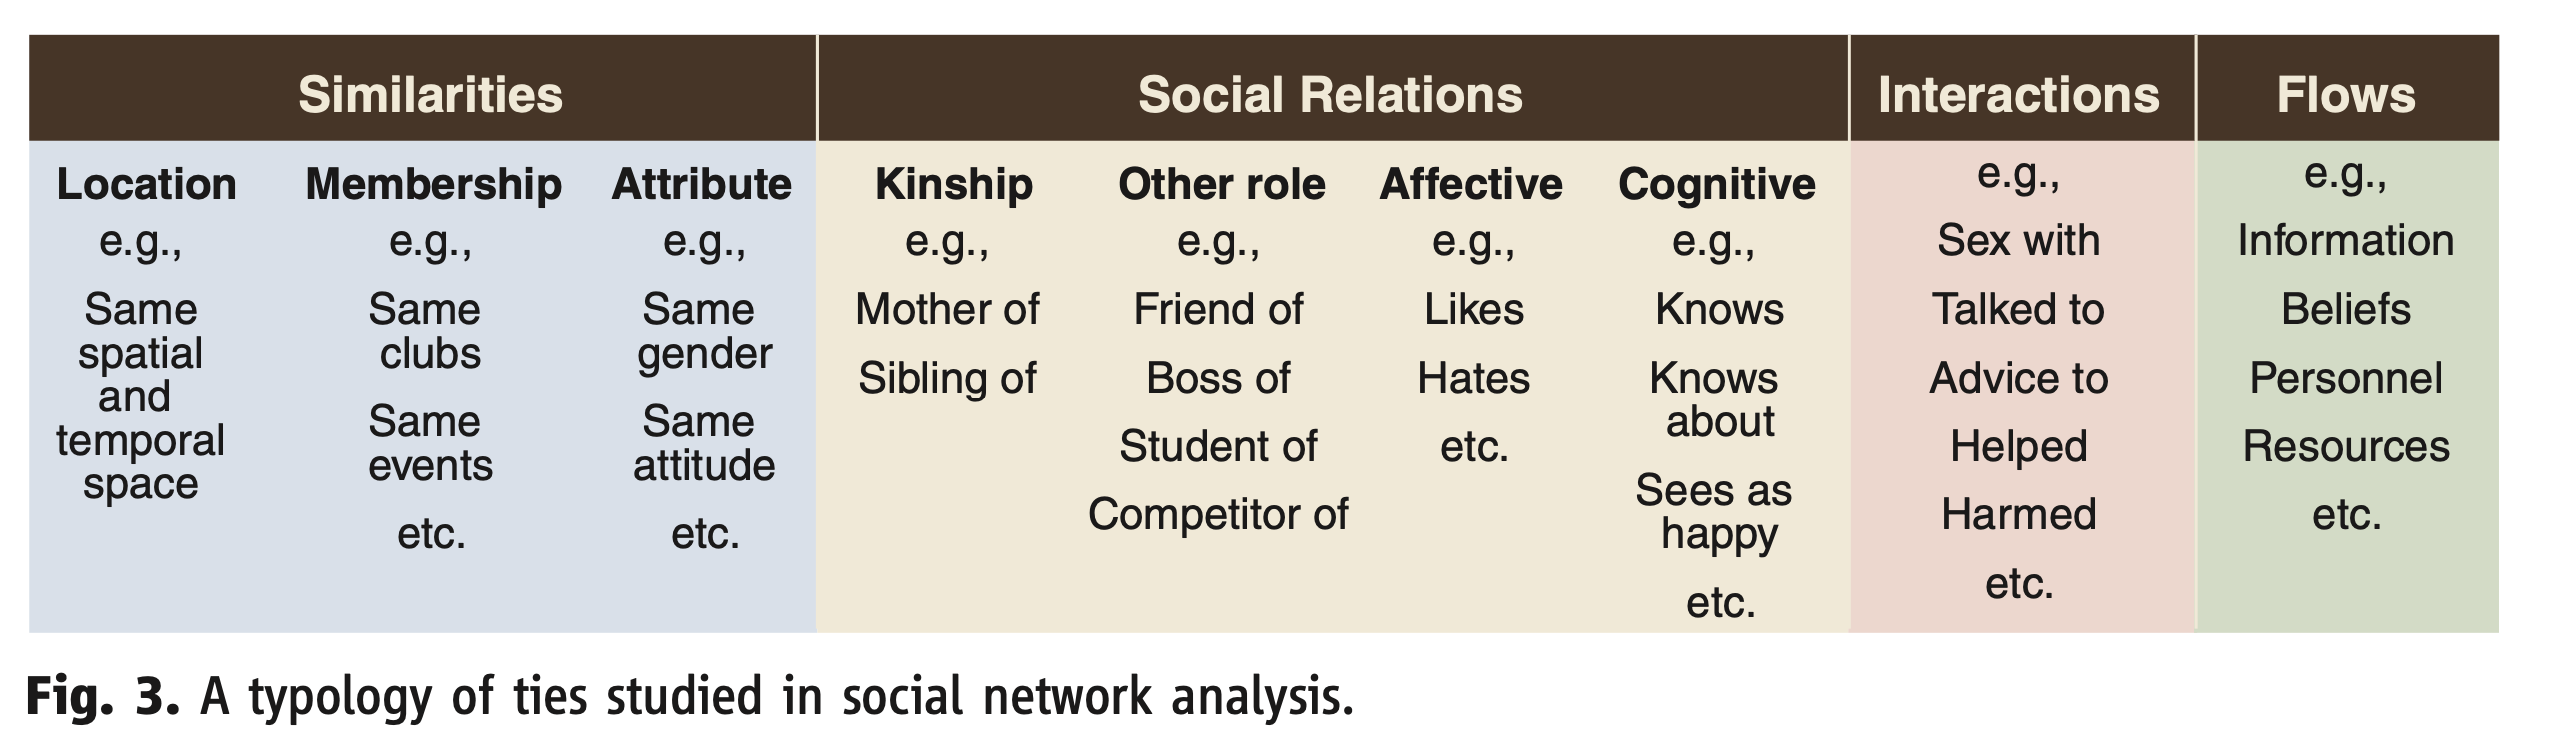 Similarities
Social Relations
Interactions
Flows
Location
e.g.,
Same
spatial
and
temporal
space
Membership
e.g.,
Same
clubs
Same
events
etc.
Attribute
e.g.,
Same
gender
Same
attitude
etc.
Kinship
e.g.,
Mother of
Sibling of
Other role
e.g.,
Friend of
Boss of
Student of
Competitor of
Affective
e.g.,
Likes
Hates
etc.
Cognitive
e.g.,
Knows
Knows
about
Sees as
happy
etc.
e.g.,
Sex with
Talked to
Advice to
Helped
Harmed
etc.
e.g.,
Information
Beliefs
Personnel
Resources
etc.
Fig. 3. A typology of ties studied in social network analysis.